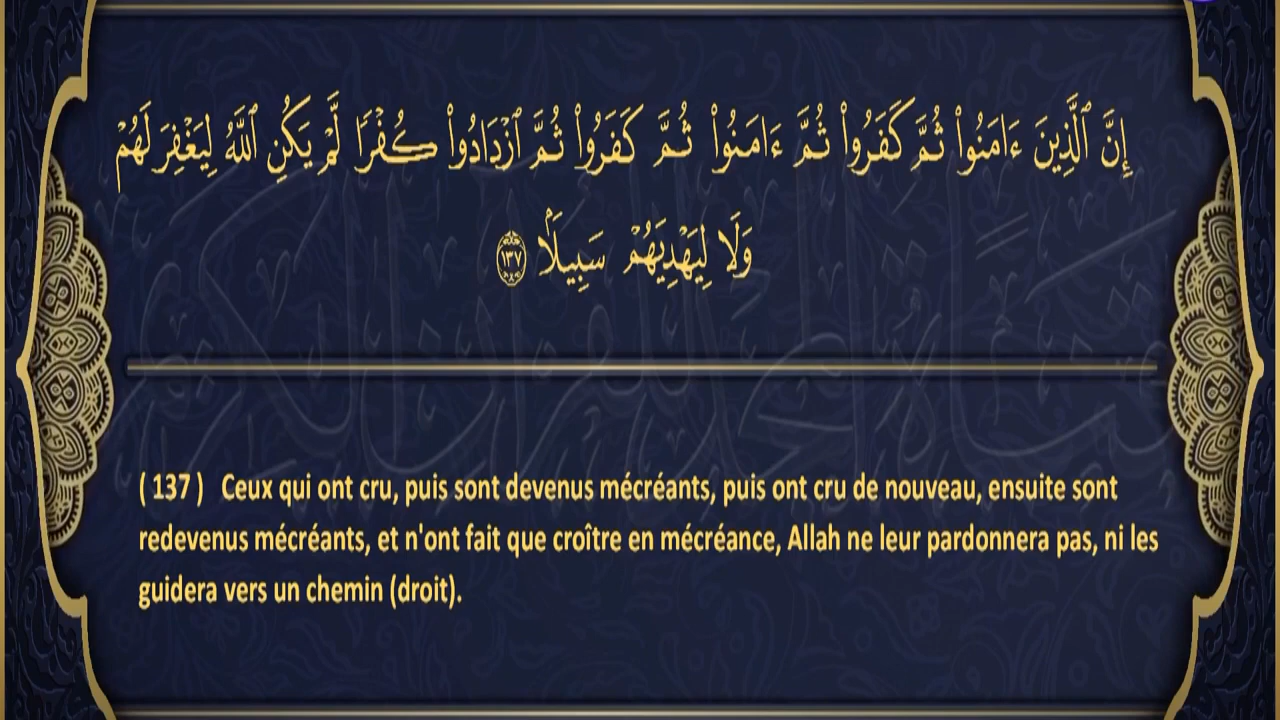 إِنَّ ٱلَّذِينَ ءَامَنُوا۟ ثُمَّ كَفَرُوا۟ ثُمَّ ءَامَنُوا۟ ثُمَّ كَفَرُوا۟ ثُمَّ ٱزْدَادُوا۟ كُفْرًا لَّمْ يَكُنِ ٱللَّهُ لِيَغْفِرَ لَهُمْ
وَلَا لِيَهْدِيَهُمْ سَبِيلًۢا ١٣٧
( 137 ) Ceux qui ont cru, puis sont devenus mécréants, puis ont cru de nouveau, ensuite sont
redevenus mécréants, et n'ont fait que croître en mécréance, Allah ne leur pardonnera pas, ni les
guidera vers un chemin (droit).